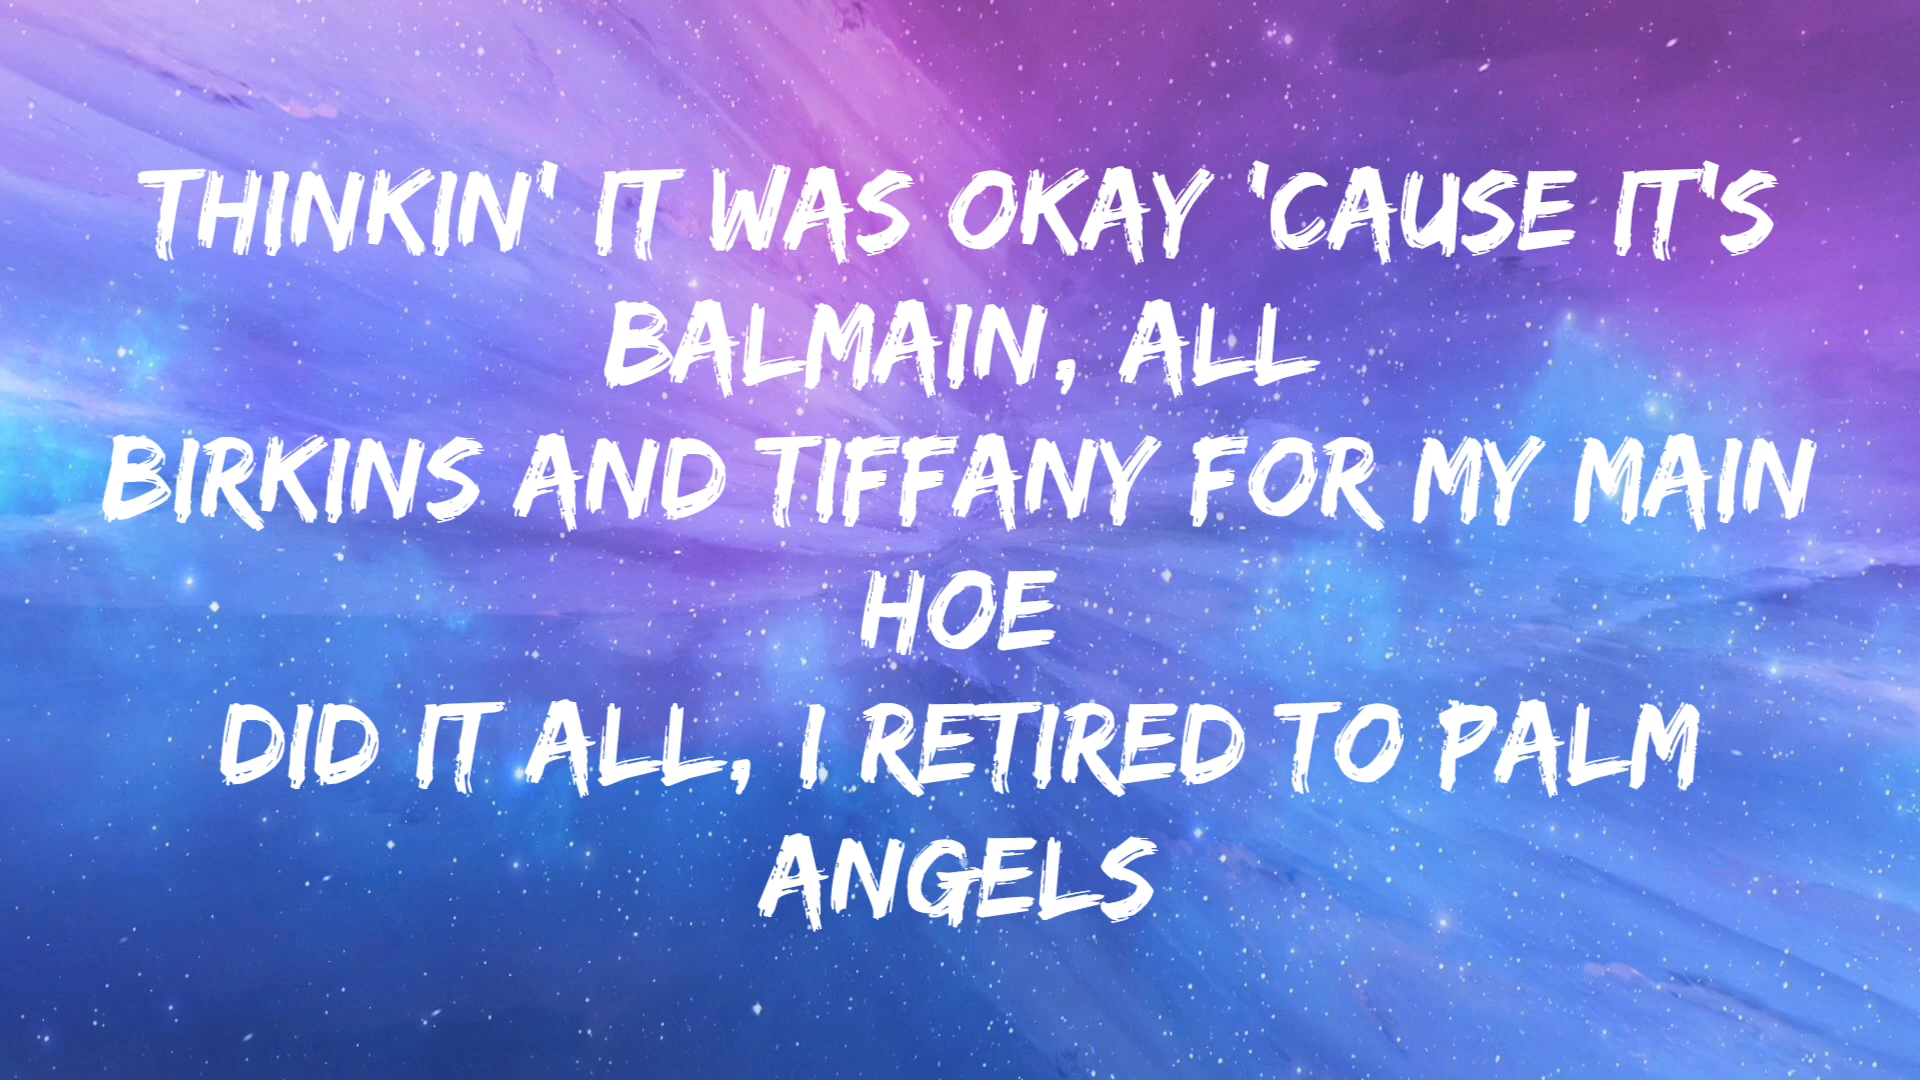 THINKIN' IT WAS OKAY 'CAUSE IT'S
BALMAIN, ALL
BIRKINS AND TIFFANY FOR MY MAIN
HOE
DID IT ALL, I RETIRED TO PALM
ANGELS